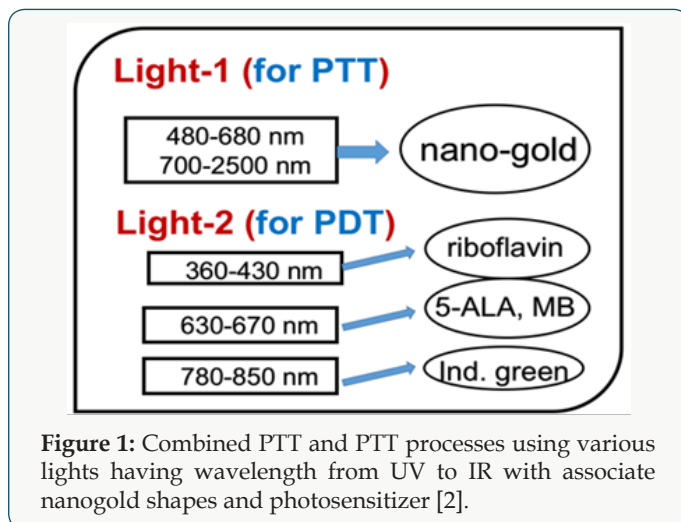 Light-1 (for PTT)
480-680 nm
700-2500 nm
nano-gold
Light-2 (for PDT)
360-430 nm
riboflavin
630-670 nm
5-ALA, MB
780-850 nm
Ind. green
Figure 1: Combined PTT and PTT processes using various
lights having wavelength from UV to IR with associate
nanogold shapes and photosensitizer [2].